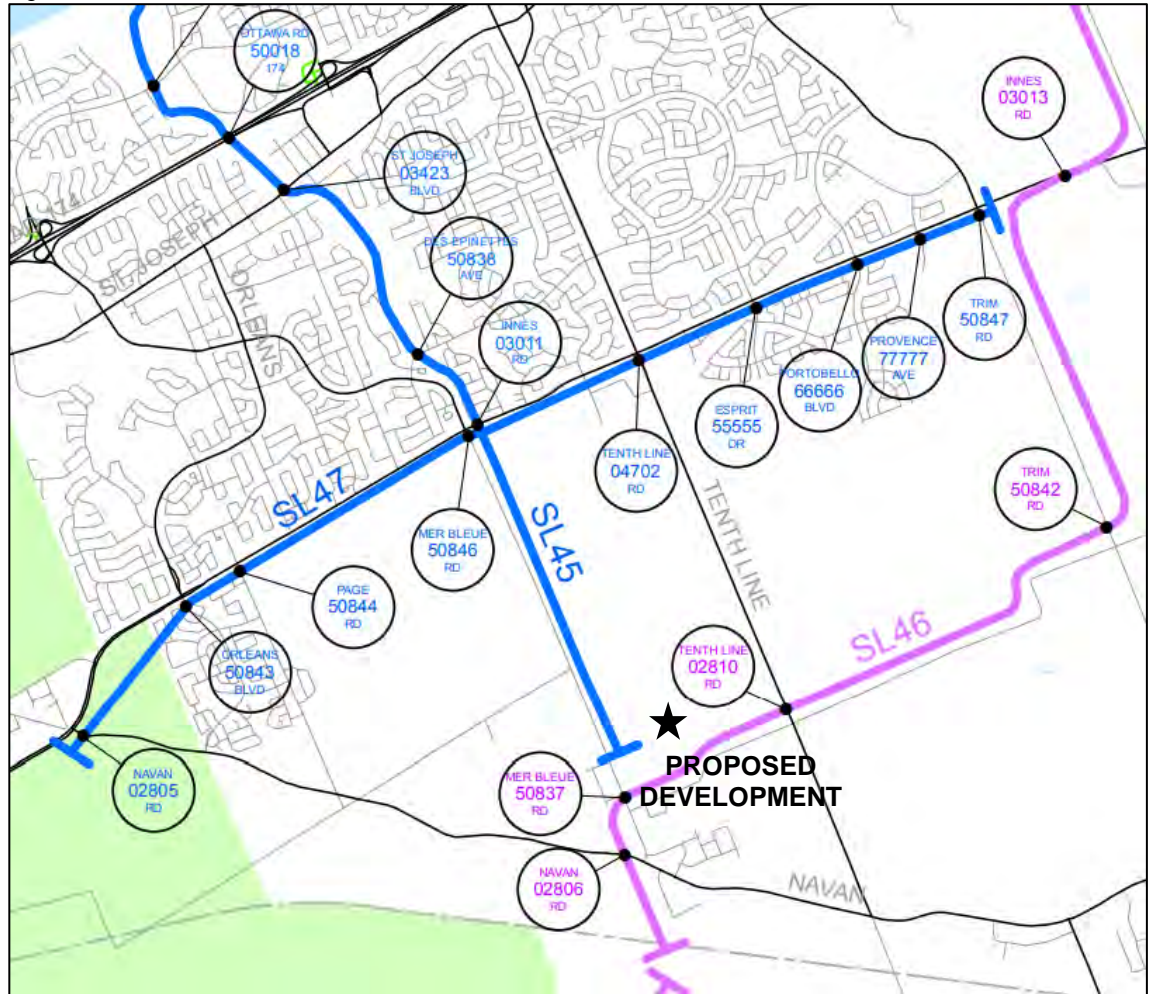 OTTAWA RD
50018
174
INNES
03013
RD
ST JOSEPH
03423
BLVD
174
ST. JOSEPH
ORLEANS
DES EPINETTES
50838
AVE
INNES
03011
RD
TRIM
50847
RD
PROVENCE
77777
AVE
PORTOBELLO
66666
BLVD
ESPRIT
55555
DR
TENTH LINE
04702
RD
SL47
SL45
TENTH LINE
TRIM
50842
RD
MER BLEUE
50846
RD
PAGE
50844
RD
ORLEANS
50843
BLVD
SL46
TENTH LINE
02810
RD
NAVAN
02805
RD
PROPOSED
DEVELOPMENT
MER BLEUE
50837
RD
NAVAN
02806
RD
NAVAN